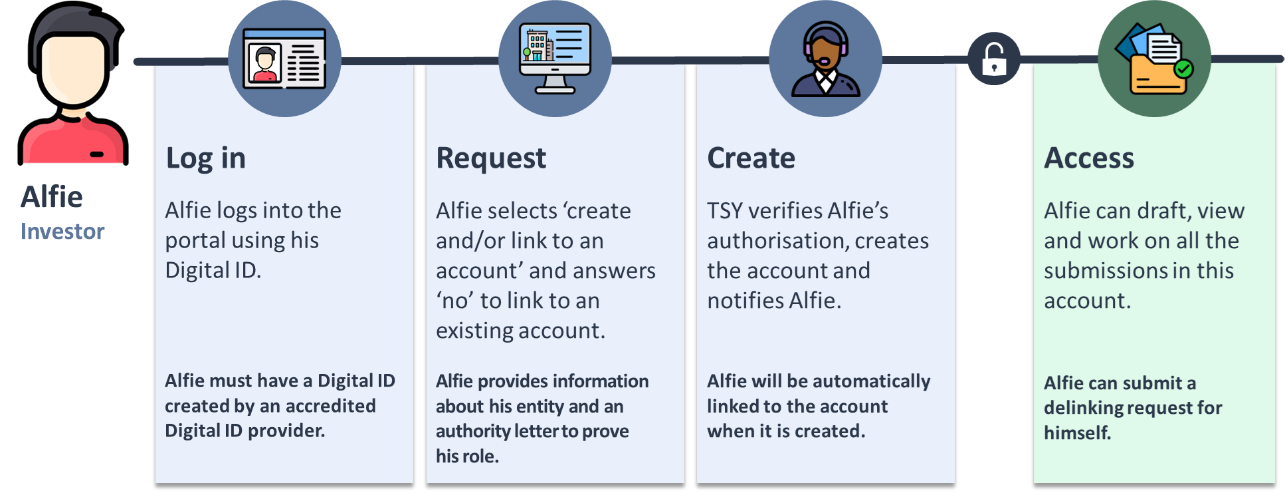 Alfie
Investor
Log in
Alfie logs into the
portal using his
Digital ID.
Alfie must have a Digital ID
created by an accredited
Digital ID provider.
Request
Alfie selects ‘create
and/or link to an
account’ and answers
‘no’ to link to an
existing account.
Alfie provides information
about his entity and an
authority letter to prove
his role.
Create
TSY verifies Alfie’s
authorisation, creates
the account and
notifies Alfie.
Alfie will be automatically
linked to the account
when it is created.
Access
Alfie can draft, view
and work on all the
submissions in this
account.
Alfie can submit a
delinking request for
himself.